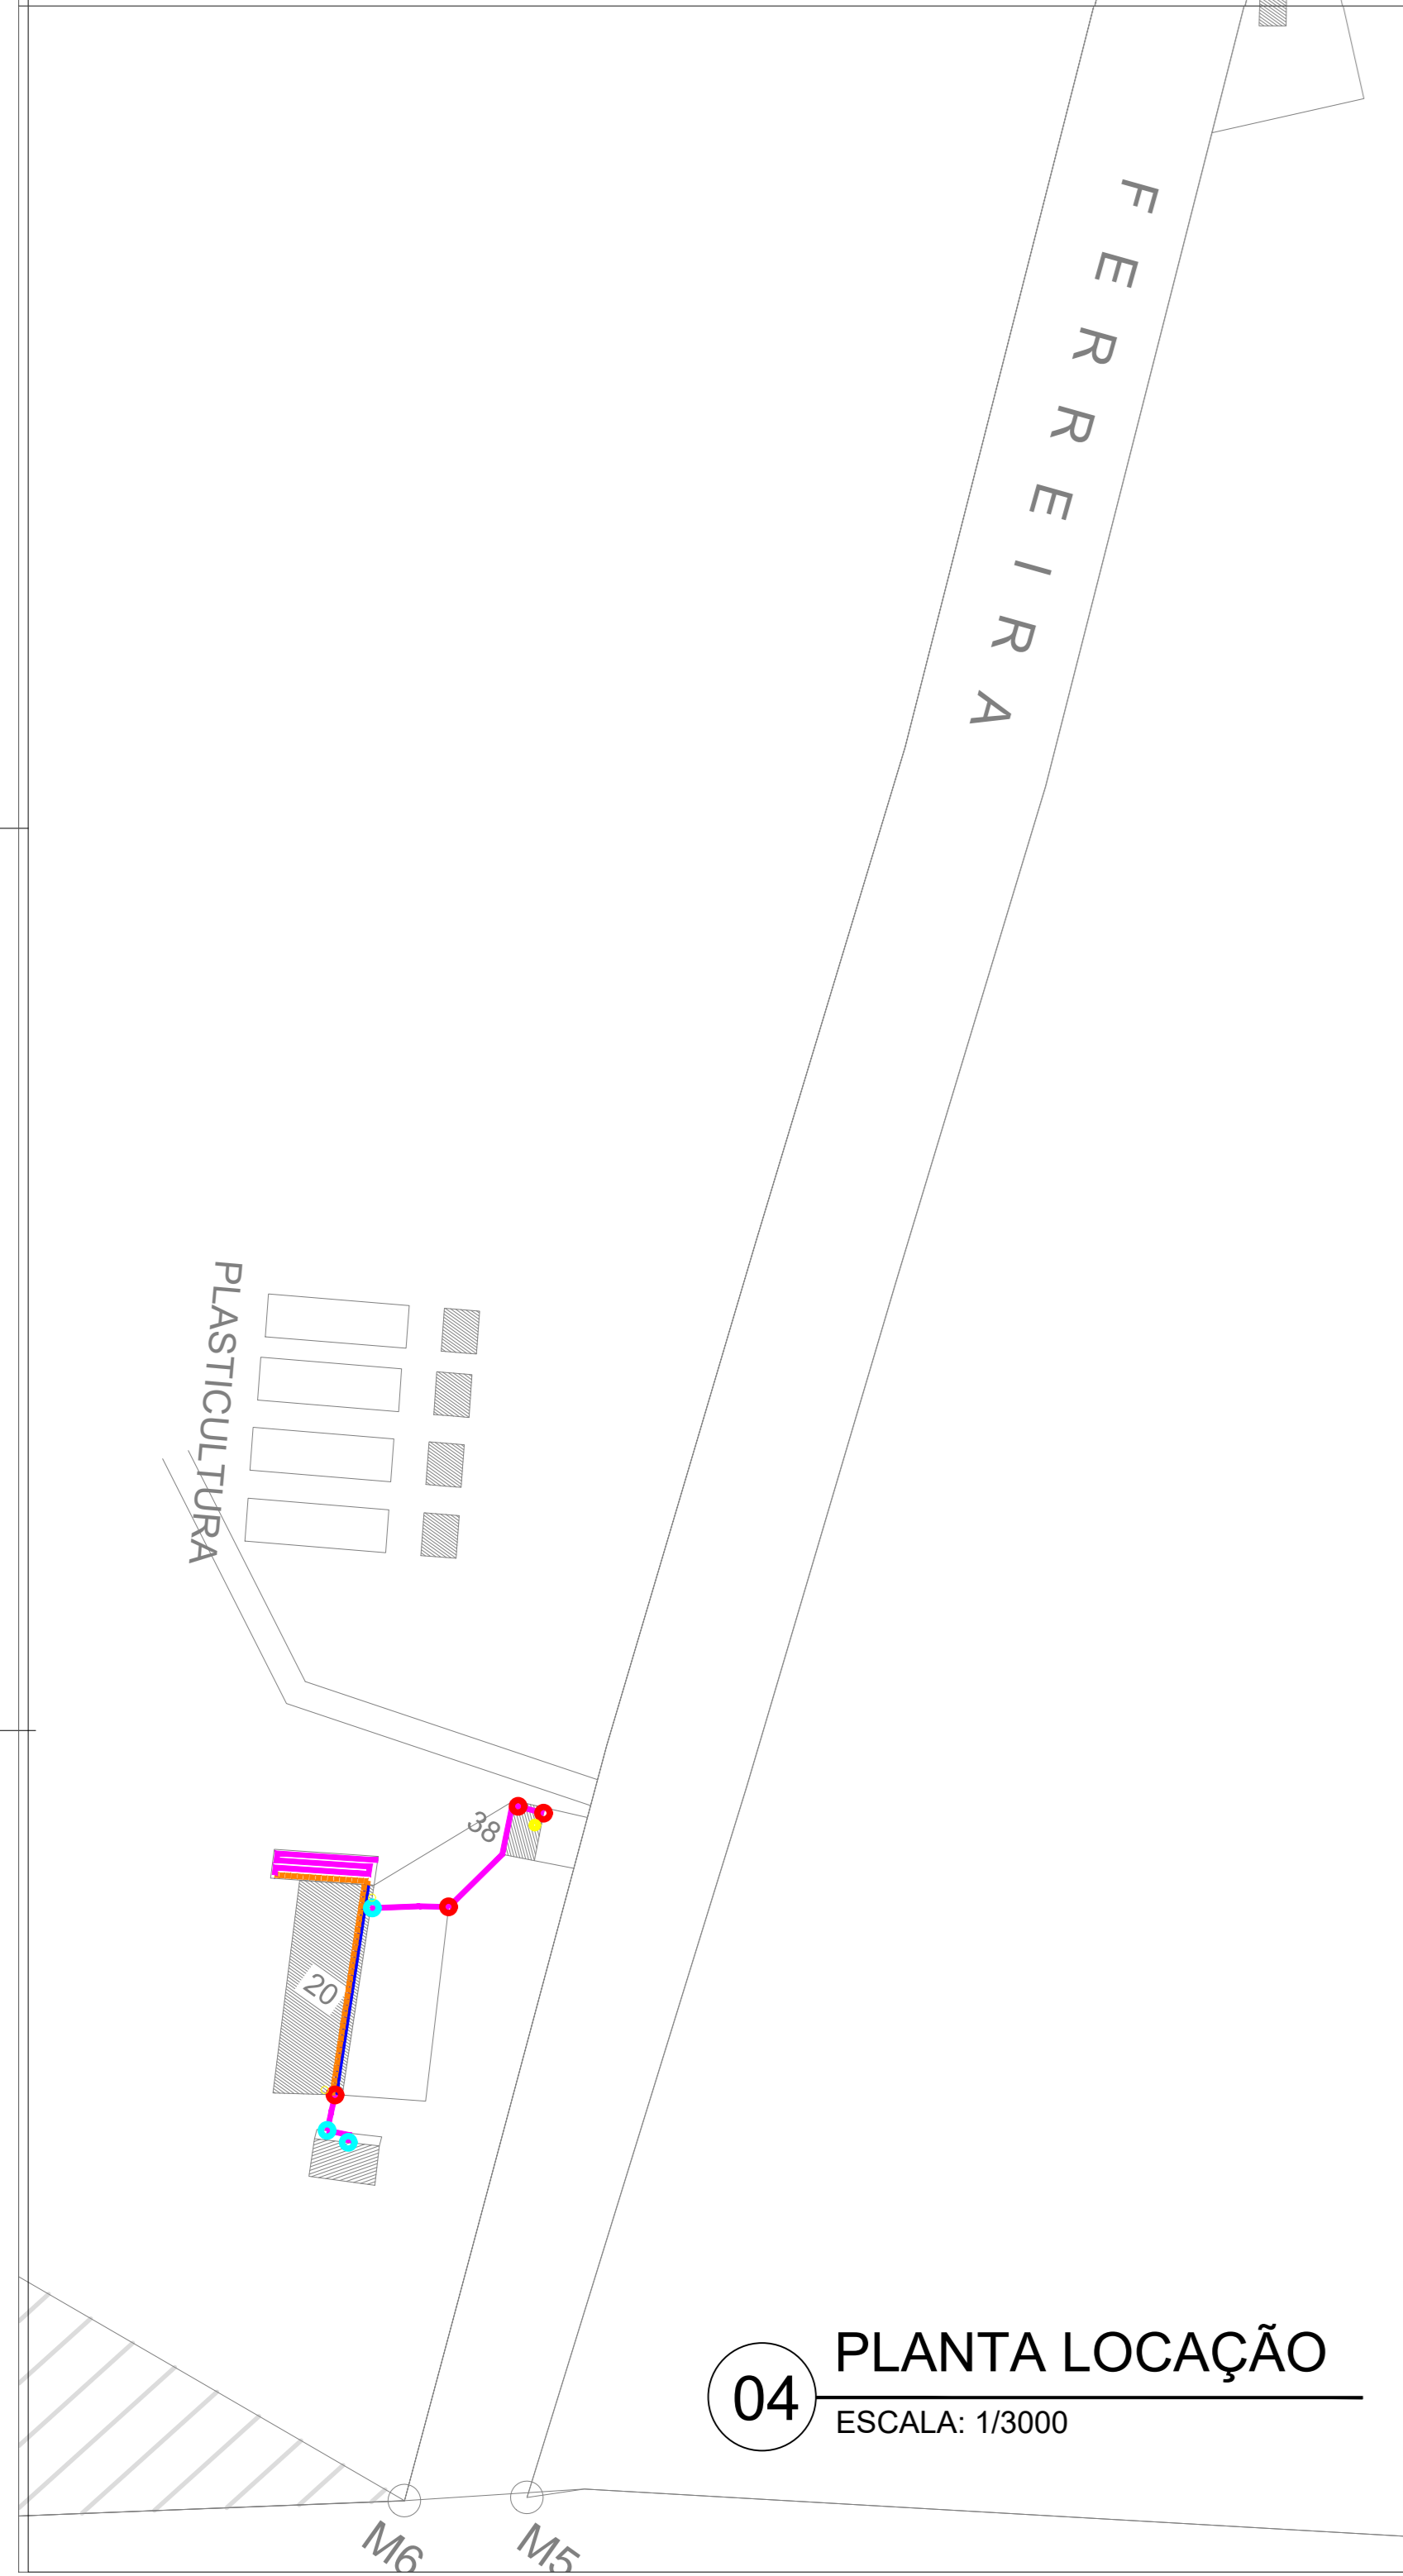 FERREIRA
PLASTICULTURA
38
20
04
PLANTA LOCAÇÃO
ESCALA: 1/3000
M6
M5